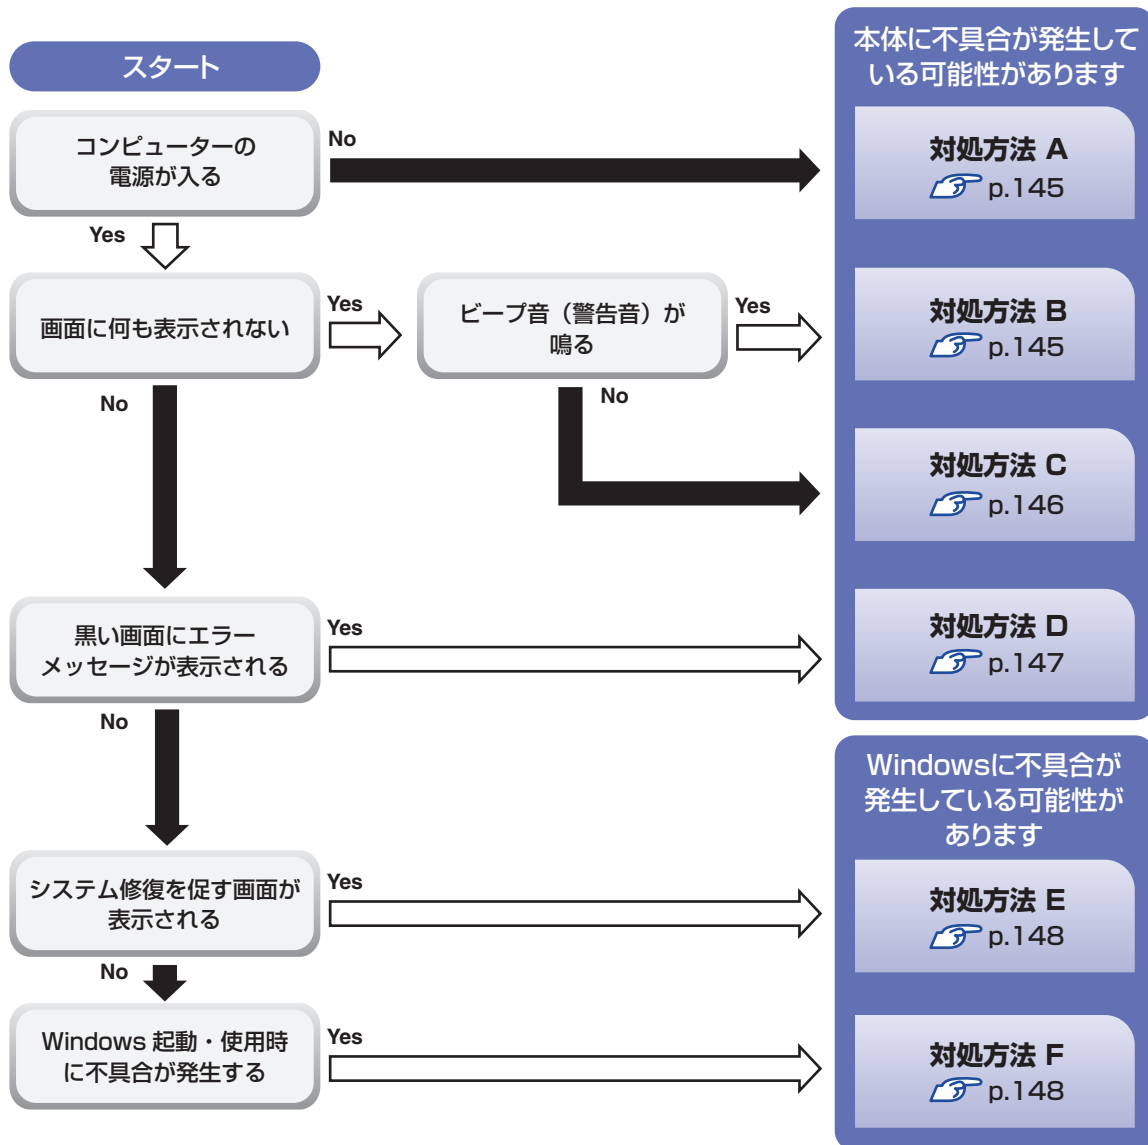 スタート
コンピューターの
電源が入る
No
Yes
画面に何も表示されない
Yes
ビープ音（警告音）が
鳴る
Yes
No
No
黒い画面にエラー
メッセージが表示される
Yes
No
システム修復を促す画面が
表示される
Yes
No
Windows 起動・使用時
に不具合が発生する
Yes
本体に不具合が発生して
いる可能性があります
対処方法 A
p.145
対処方法 B
p.145
対処方法 C
p.146
対処方法 D
p.147
Windowsに不具合が
発生している可能性が
あります
対処方法 E
p.148
対処方法 F
p.148